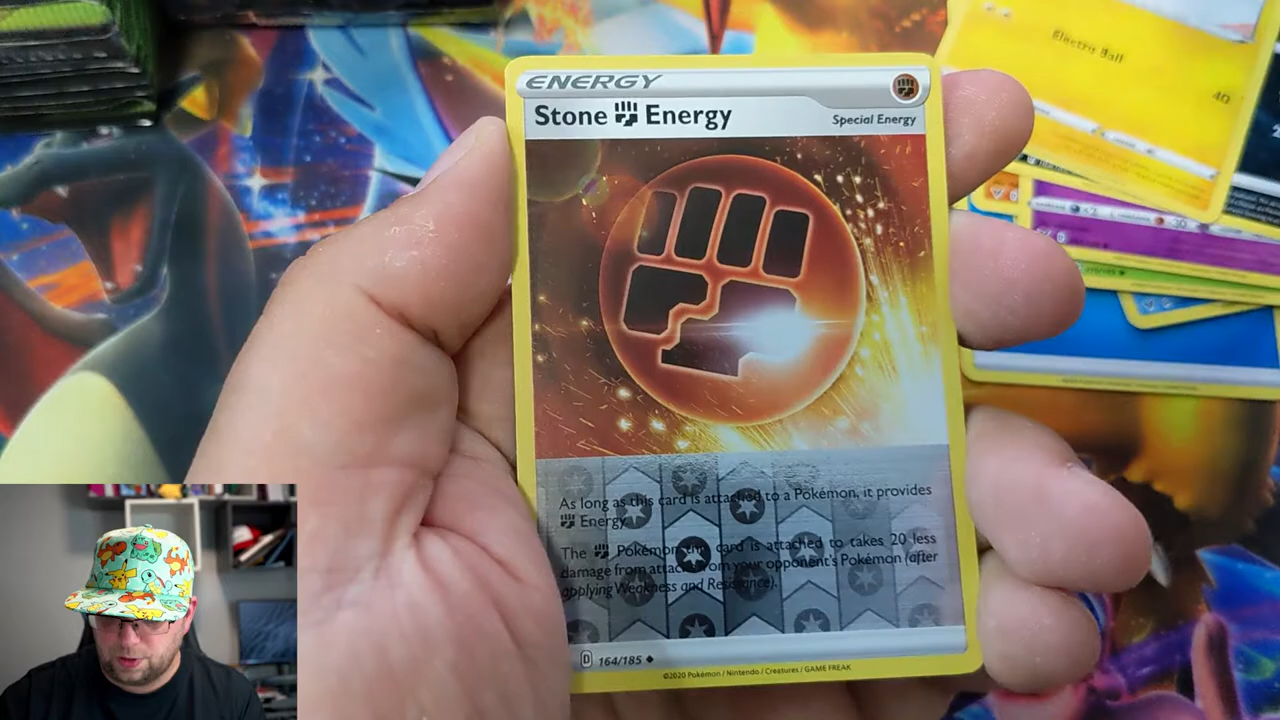 Electro Ball
40
ENERGY
Stone Energy
Special Energy
×2
30
As long as this card is attached to a Pokémon, it provides
Energy.
The Pokémon this card is attached to takes 20 less
damage from attacks from your opponent's Pokémon (after
applying Weakness and Resistance).
D 164/185
©2020 Pokémon / Nintendo / Creatures / GAME FREAK